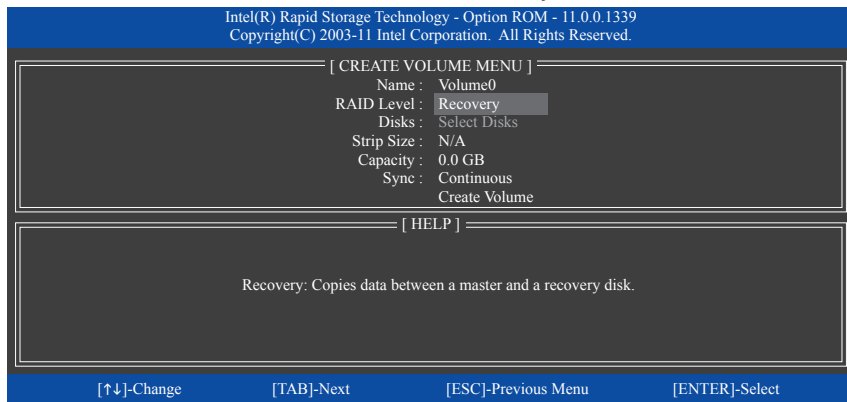 Intel(R) Rapid Storage Technology - Option ROM - 11.0.0.1339
Copyright(C) 2003-11 Intel Corporation. All Rights Reserved.
[ CREATE VOLUME MENU ]
Name : Volume0
RAID Level : Recovery
Disks : Select Disks
Strip Size : N/A
Capacity : 0.0 GB
Sync : Continuous
Create Volume
[ HELP ]
Recovery: Copies data between a master and a recovery disk.
[↑↓]-Change [TAB]-Next [ESC]-Previous Menu [ENTER]-Select